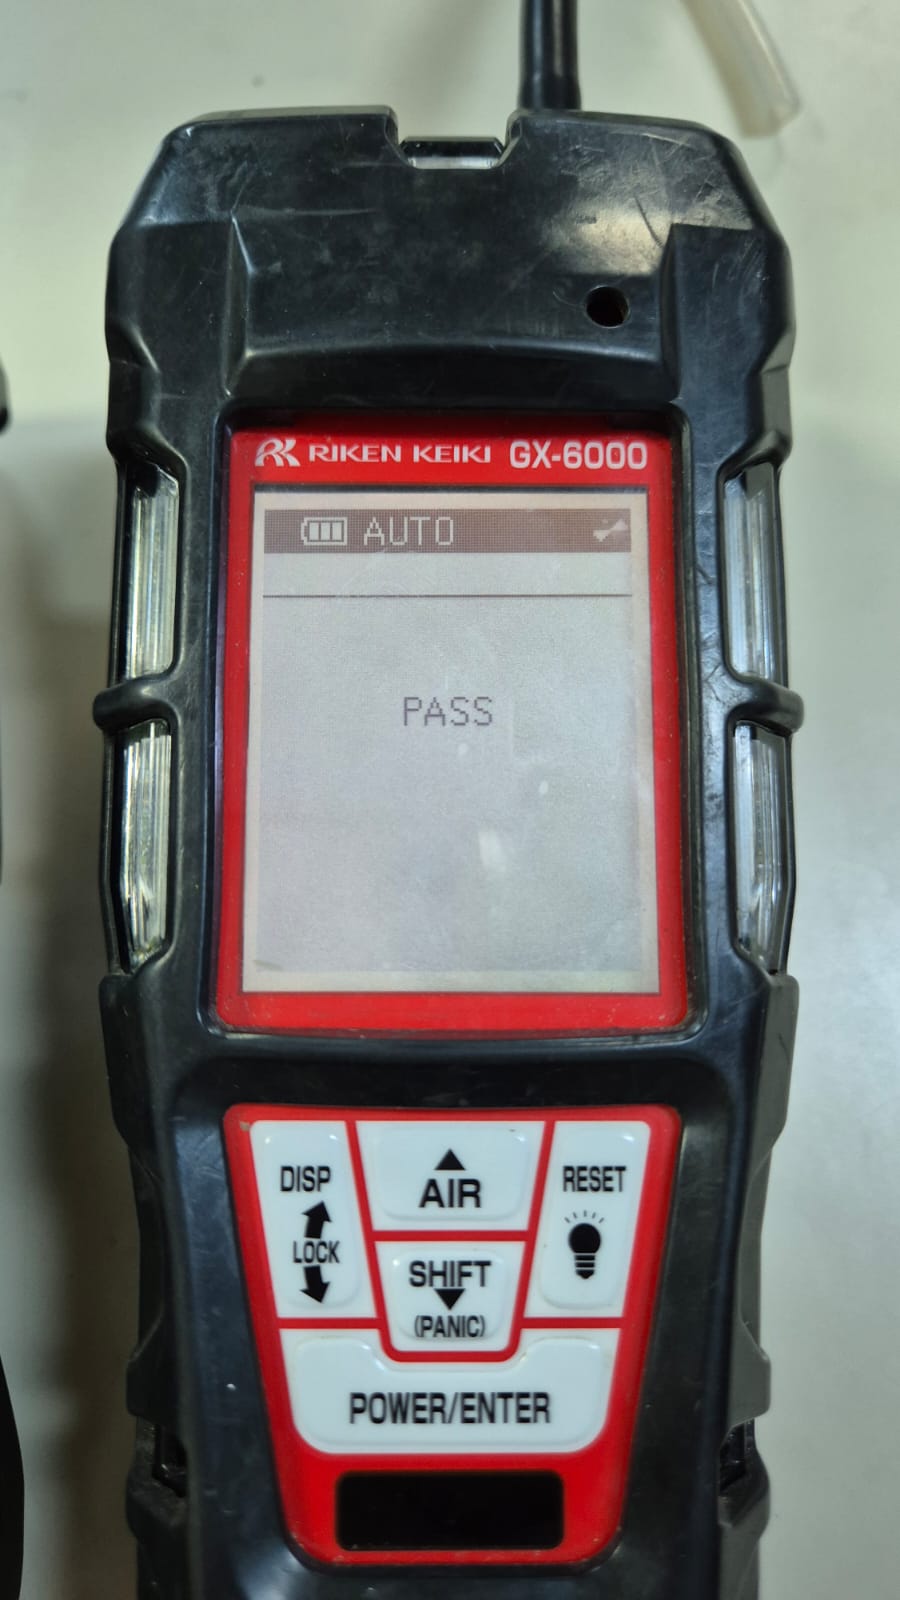 RIKEN KEIKI GX-6000
AUTO
PASS
DISP
LOCK
AIR
RESET
SHIFT
(PANIC)
POWER/ENTER